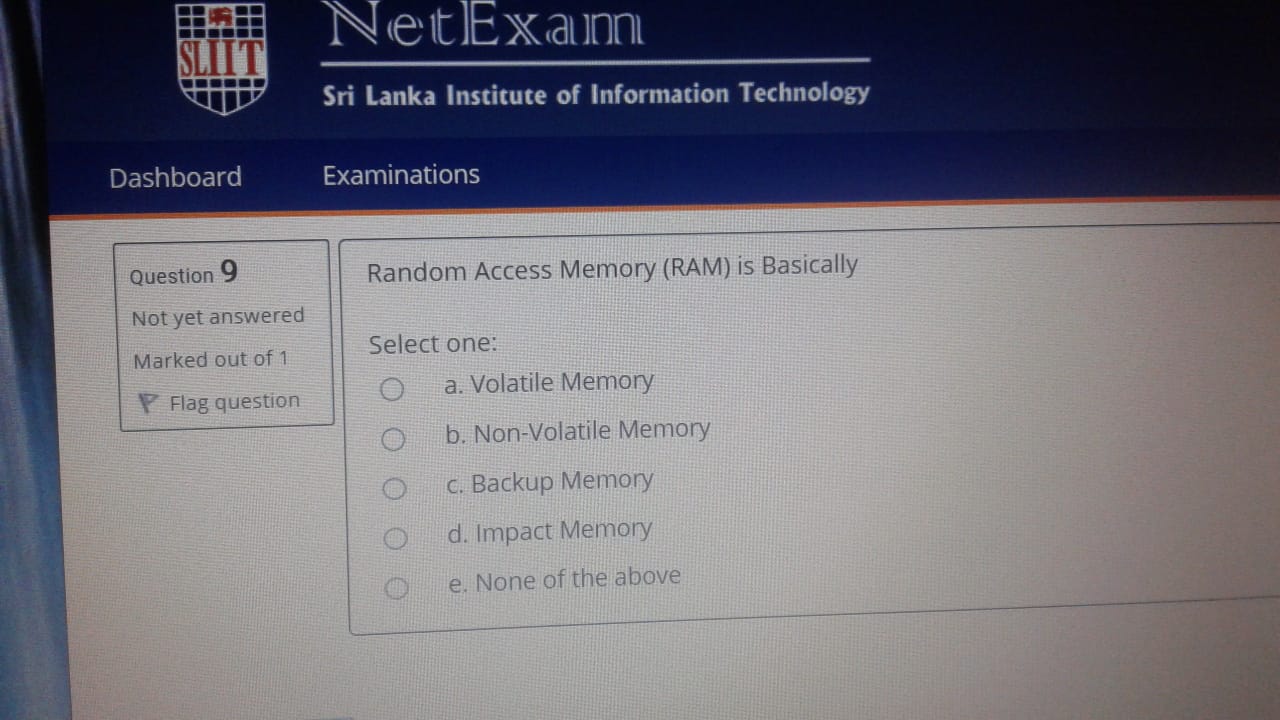 SLIIT
NetExam
Sri Lanka Institute of Information Technology
Dashboard
Examinations
Question 9
Not yet answered
Marked out of 1
Flag question
Random Access Memory (RAM) is Basically
Select one:
a. Volatile Memory
b. Non-Volatile Memory
c. Backup Memory
d. Impact Memory
e. None of the above